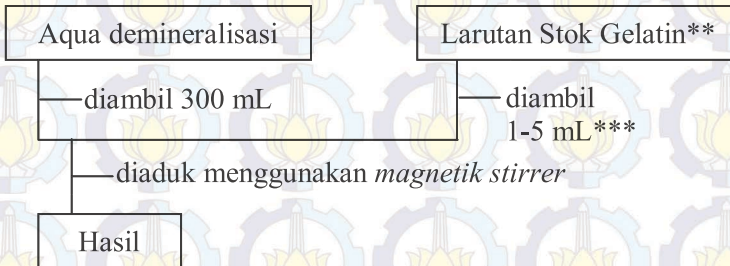 Aqua demineralisasi
Larutan Stok Gelatin**
diambil 300 mL
diambil
1-5 mL***
diaduk menggunakan magnetik stirrer
Hasil